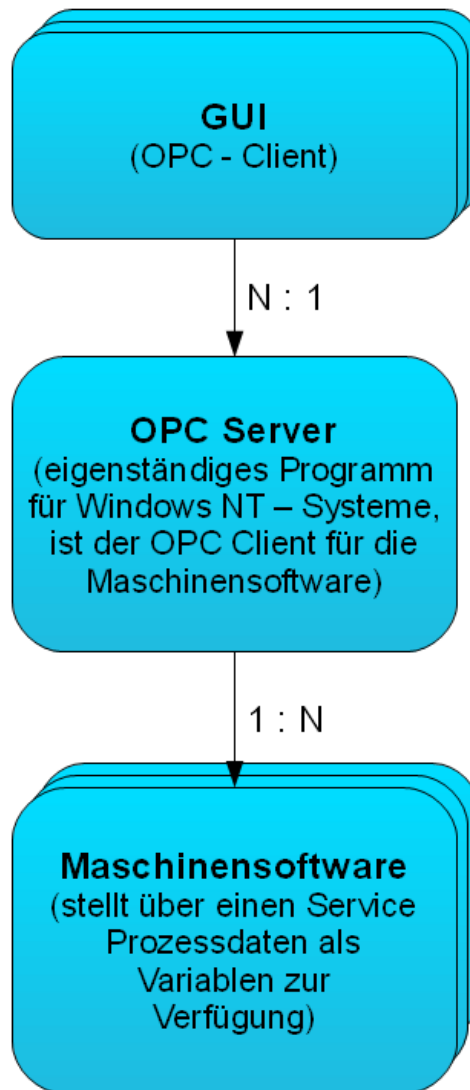 GUI
(OPC - Client)
N : 1
OPC Server
(eigenständiges Programm
für Windows NT – Systeme,
ist der OPC Client für die
Maschinensoftware)
1 : N
Maschinensoftware
(stellt über einen Service
Prozessdaten als
Variablen zur
Verfügung)